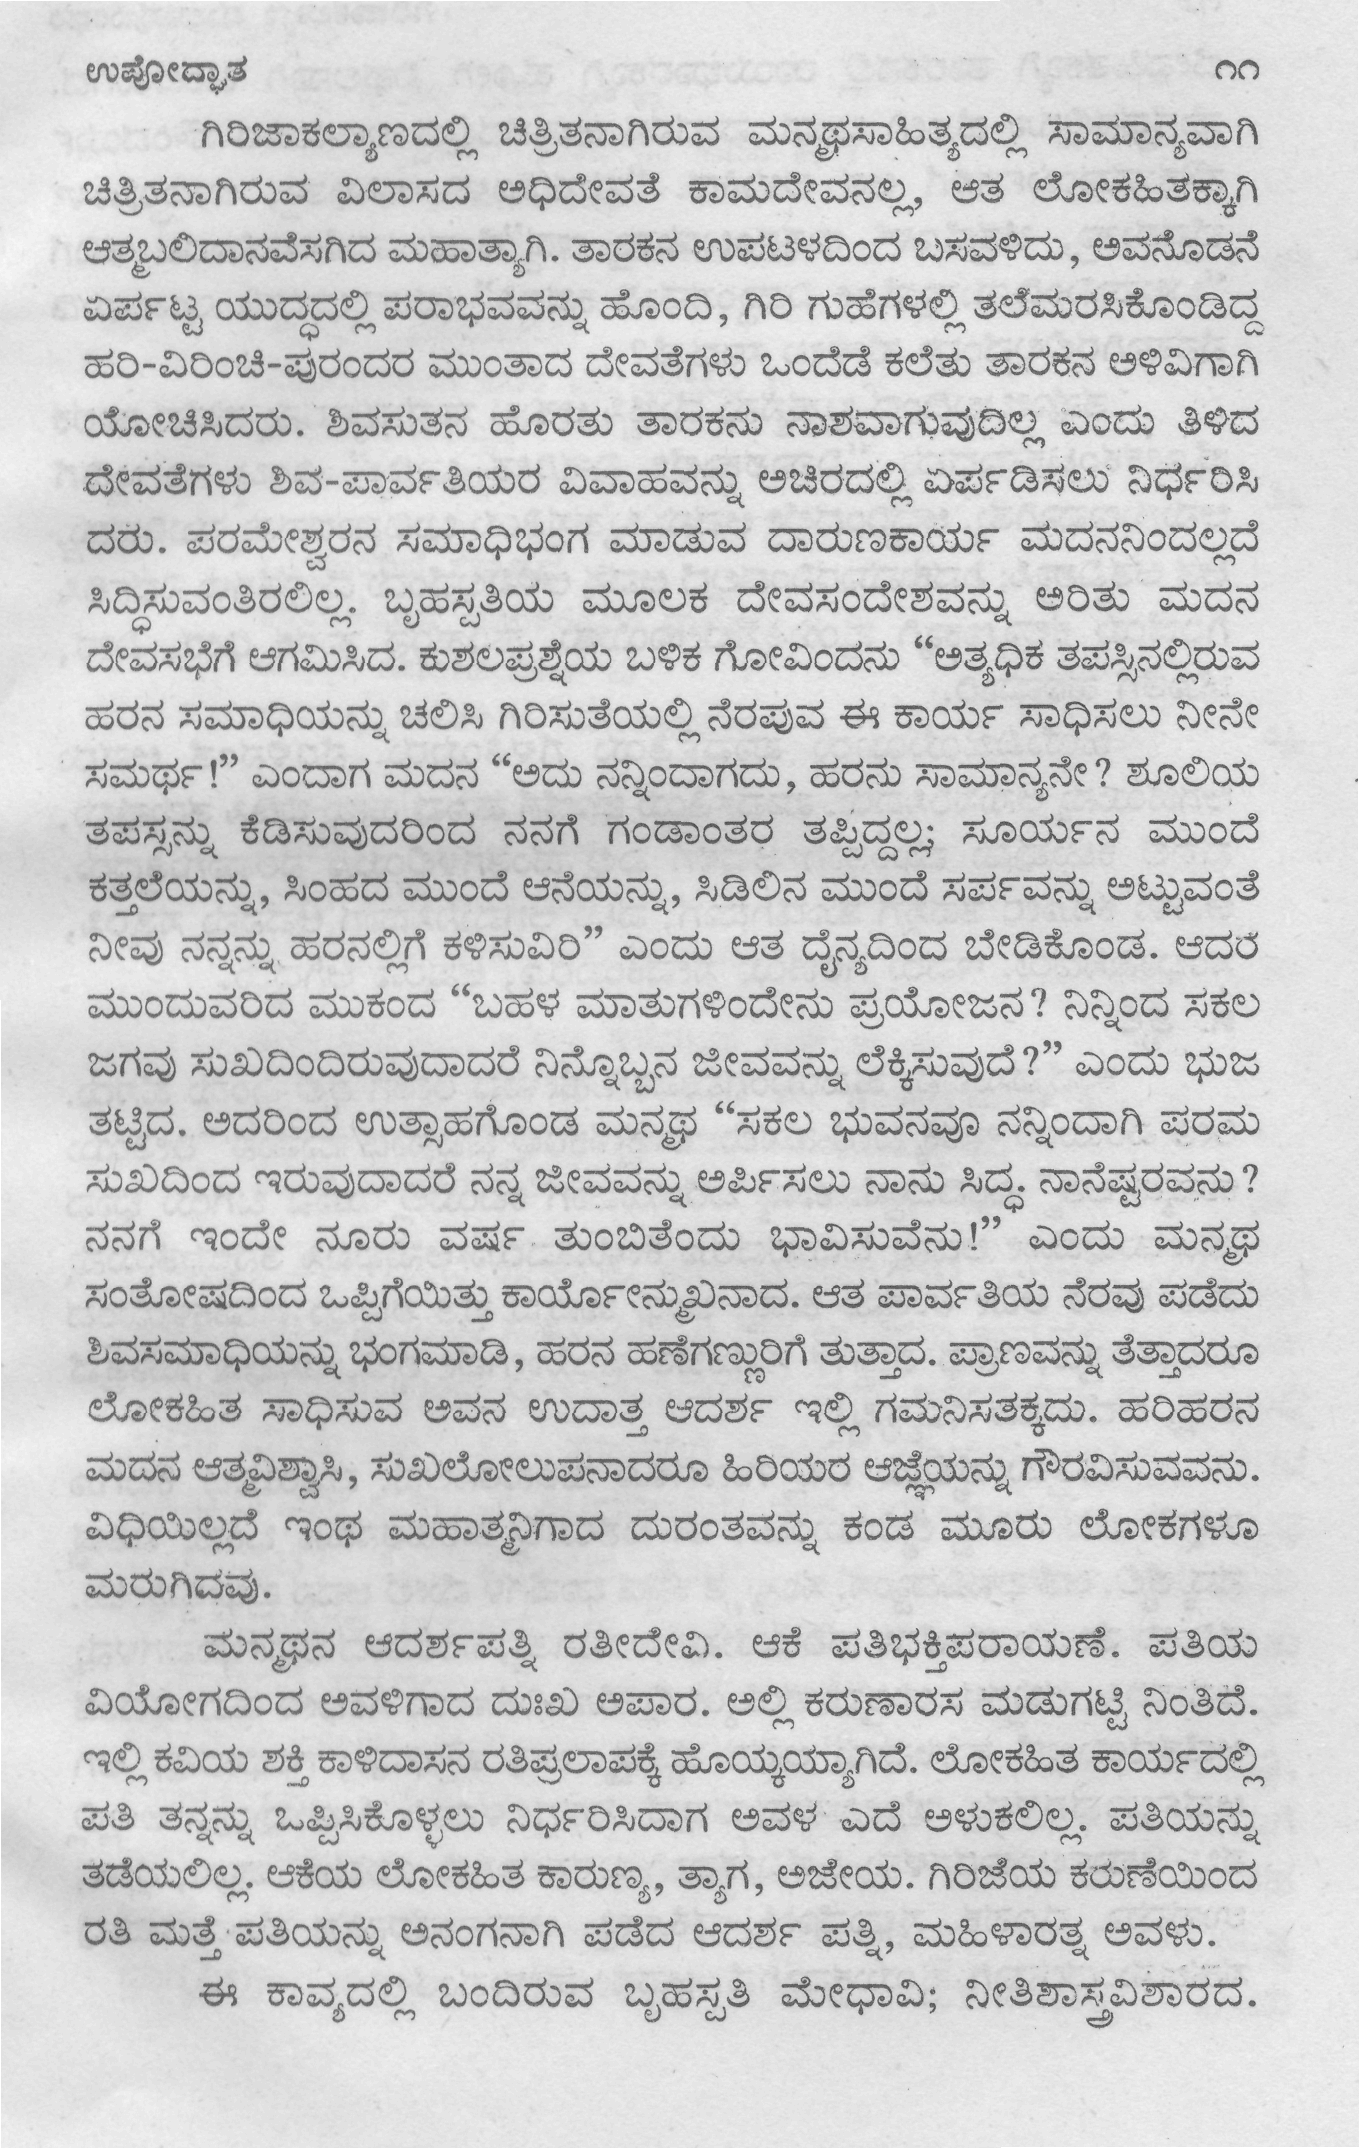 ಉಪೋದ್ಘಾತ ೧೧
ಗಿರಿಜಾಕಲ್ಯಾಣದಲ್ಲಿ ಚಿತ್ರಿತನಾಗಿರುವ ಮನ್ಮಥಸಾಹಿತ್ಯದಲ್ಲಿ ಸಾಮಾನ್ಯವಾಗಿ
ಚಿತ್ರಿತನಾಗಿರುವ ವಿಲಾಸದ ಅಧಿದೇವತೆ ಕಾಮದೇವನಲ್ಲ, ಆತ ಲೋಕಹಿತಕ್ಕಾಗಿ
ಆತ್ಮಬಲಿದಾನವೆಸಗಿದ ಮಹಾತ್ಯಾಗಿ. ತಾರಕನ ಉಪಟಳದಿಂದ ಬಸವಳಿದು, ಅವನೊಡನೆ
ಏರ್ಪಟ್ಟ ಯುದ್ಧದಲ್ಲಿ ಪರಾಭವವನ್ನು ಹೊಂದಿ, ಗಿರಿ ಗುಹೆಗಳಲ್ಲಿ ತಲೆಮರಸಿಕೊಂಡಿದ್ದ
ಹರಿ-ವಿರಿಂಚಿ-ಪುರಂದರ ಮುಂತಾದ ದೇವತೆಗಳು ಒಂದೆಡೆ ಕಲೆತು ತಾರಕನ ಅಳಿವಿಗಾಗಿ
ಯೋಚಿಸಿದರು. ಶಿವಸುತನ ಹೊರತು ತಾರಕನು ನಾಶವಾಗುವುದಿಲ್ಲ ಎಂದು ತಿಳಿದ
ದೇವತೆಗಳು ಶಿವ-ಪಾರ್ವತಿಯರ ವಿವಾಹವನ್ನು ಅಚಿರದಲ್ಲಿ ಏರ್ಪಡಿಸಲು ನಿರ್ಧರಿಸಿ
ದರು. ಪರಮೇಶ್ವರನ ಸಮಾಧಿಭಂಗ ಮಾಡುವ ದಾರುಣಕಾರ್ಯ ಮದನನಿಂದಲ್ಲದೆ
ಸಿದ್ಧಿಸುವಂತಿರಲಿಲ್ಲ. ಬೃಹಸ್ಪತಿಯ ಮೂಲಕ ದೇವಸಂದೇಶವನ್ನು ಅರಿತು ಮದನ
ದೇವಸಭೆಗೆ ಆಗಮಿಸಿದ. ಕುಶಲಪ್ರಶ್ನೆಯ ಬಳಿಕ ಗೋವಿಂದನು “ಅತ್ಯಧಿಕ ತಪಸ್ಸಿನಲ್ಲಿರುವ
ಹರನ ಸಮಾಧಿಯನ್ನು ಚಲಿಸಿ ಗಿರಿಸುತೆಯಲ್ಲಿ ನೆರಪುವ ಈ ಕಾರ್ಯ ಸಾಧಿಸಲು ನೀನೇ
ಸಮರ್ಥ!” ಎಂದಾಗ ಮದನ “ಅದು ನನ್ನಿಂದಾಗದು, ಹರನು ಸಾಮಾನ್ಯನೇ? ಶೂಲಿಯ
ತಪಸ್ಸನ್ನು ಕೆಡಿಸುವುದರಿಂದ ನನಗೆ ಗಂಡಾಂತರ ತಪ್ಪಿದ್ದಲ್ಲ; ಸೂರ್ಯನ ಮುಂದೆ
ಕತ್ತಲೆಯನ್ನು, ಸಿಂಹದ ಮುಂದೆ ಆನೆಯನ್ನು, ಸಿಡಿಲಿನ ಮುಂದೆ ಸರ್ಪವನ್ನು ಅಟ್ಟುವಂತೆ
ನೀವು ನನ್ನನ್ನು ಹರನಲ್ಲಿಗೆ ಕಳಿಸುವಿರಿ” ಎಂದು ಆತ ದೈನ್ಯದಿಂದ ಬೇಡಿಕೊಂಡ. ಆದರೆ
ಮುಂದುವರಿದ ಮುಕಂದ “ಬಹಳ ಮಾತುಗಳಿಂದೇನು ಪ್ರಯೋಜನ? ನಿನ್ನಿಂದ ಸಕಲ
ಜಗವು ಸುಖದಿಂದಿರುವುದಾದರೆ ನಿನ್ನೊಬ್ಬನ ಜೀವವನ್ನು ಲೆಕ್ಕಿಸುವುದೆ?” ಎಂದು ಭುಜ
ತಟ್ಟಿದ. ಅದರಿಂದ ಉತ್ಸಾಹಗೊಂಡ ಮನ್ಮಥ “ಸಕಲ ಭುವನವೂ ನನ್ನಿಂದಾಗಿ ಪರಮ
ಸುಖದಿಂದ ಇರುವುದಾದರೆ ನನ್ನ ಜೀವವನ್ನು ಅರ್ಪಿಸಲು ನಾನು ಸಿದ್ಧ. ನಾನೆಷ್ಟರವನು?
ನನಗೆ ಇಂದೇ ನೂರು ವರ್ಷ ತುಂಬಿತೆಂದು ಭಾವಿಸುವೆನು!” ಎಂದು ಮನ್ಮಥ
ಸಂತೋಷದಿಂದ ಒಪ್ಪಿಗೆಯಿತ್ತು ಕಾರ್ಯೋನ್ಮುಖನಾದ. ಆತ ಪಾರ್ವತಿಯ ನೆರವು ಪಡೆದು
ಶಿವಸಮಾಧಿಯನ್ನು ಭಂಗಮಾಡಿ, ಹರನ ಹಣೆಗಣ್ಣುರಿಗೆ ತುತ್ತಾದ. ಪ್ರಾಣವನ್ನು ತೆತ್ತಾದರೂ
ಲೋಕಹಿತ ಸಾಧಿಸುವ ಅವನ ಉದಾತ್ತ ಆದರ್ಶ ಇಲ್ಲಿ ಗಮನಿಸತಕ್ಕದು. ಹರಿಹರನ
ಮದನ ಆತ್ಮವಿಶ್ವಾಸಿ, ಸುಖಲೋಲುಪನಾದರೂ ಹಿರಿಯರ ಆಜ್ಞೆಯನ್ನು ಗೌರವಿಸುವವನು.
ವಿಧಿಯಿಲ್ಲದೆ ಇಂಥ ಮಹಾತ್ಮನಿಗಾದ ದುರಂತವನ್ನು ಕಂಡ ಮೂರು ಲೋಕಗಳೂ
ಮರುಗಿದವು.
ಮನ್ಮಥನ ಆದರ್ಶಪತ್ನಿ ರತೀದೇವಿ. ಆಕೆ ಪತಿಭಕ್ತಿಪರಾಯಣೆ. ಪತಿಯ
ವಿಯೋಗದಿಂದ ಅವಳಿಗಾದ ದುಃಖ ಅಪಾರ. ಅಲ್ಲಿ ಕರುಣಾರಸ ಮಡುಗಟ್ಟಿ ನಿಂತಿದೆ.
ಇಲ್ಲಿ ಕವಿಯ ಶಕ್ತಿ ಕಾಳಿದಾಸನ ರತಿಪ್ರಲಾಪಕ್ಕೆ ಹೊಯ್ಕಯ್ಯಾಗಿದೆ. ಲೋಕಹಿತ ಕಾರ್ಯದಲ್ಲಿ
ಪತಿ ತನ್ನನ್ನು ಒಪ್ಪಿಸಿಕೊಳ್ಳಲು ನಿರ್ಧರಿಸಿದಾಗ ಅವಳ ಎದೆ ಅಳುಕಲಿಲ್ಲ. ಪತಿಯನ್ನು
ತಡೆಯಲಿಲ್ಲ. ಆಕೆಯ ಲೋಕಹಿತ ಕಾರುಣ್ಯ, ತ್ಯಾಗ, ಅಜೇಯ. ಗಿರಿಜೆಯ ಕರುಣೆಯಿಂದ
ರತಿ ಮತ್ತೆ ಪತಿಯನ್ನು ಅನಂಗನಾಗಿ ಪಡೆದ ಆದರ್ಶ ಪತ್ನಿ, ಮಹಿಳಾರತ್ನ ಅವಳು.
ಈ ಕಾವ್ಯದಲ್ಲಿ ಬಂದಿರುವ ಬೃಹಸ್ಪತಿ ಮೇಧಾವಿ; ನೀತಿಶಾಸ್ತ್ರವಿಶಾರದ.